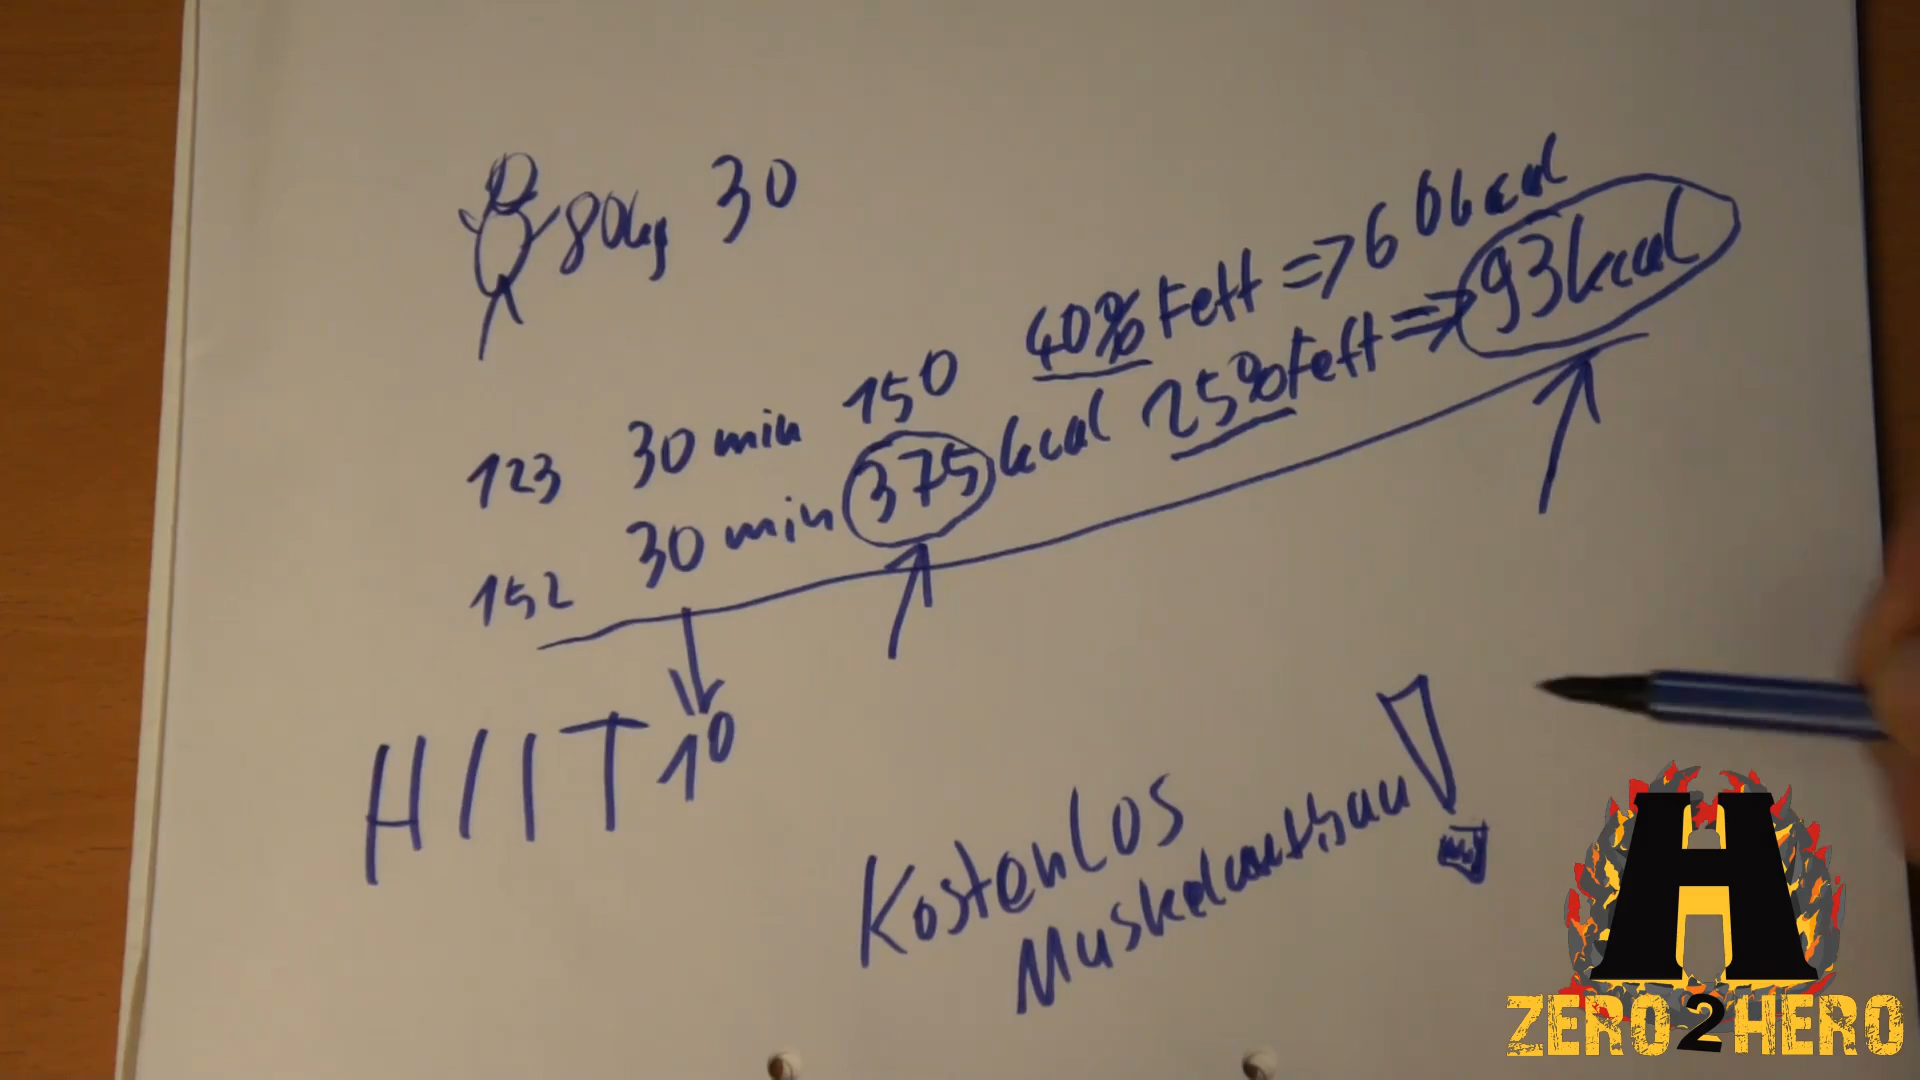 80kg 30
123 30 min 150 40% Fett => 60kcal
152 30 min 375 kcal 25% Fett => 93kcal
HIIT 10
Kostenlos
Muskelaufbau!
H
ZERO2HERO